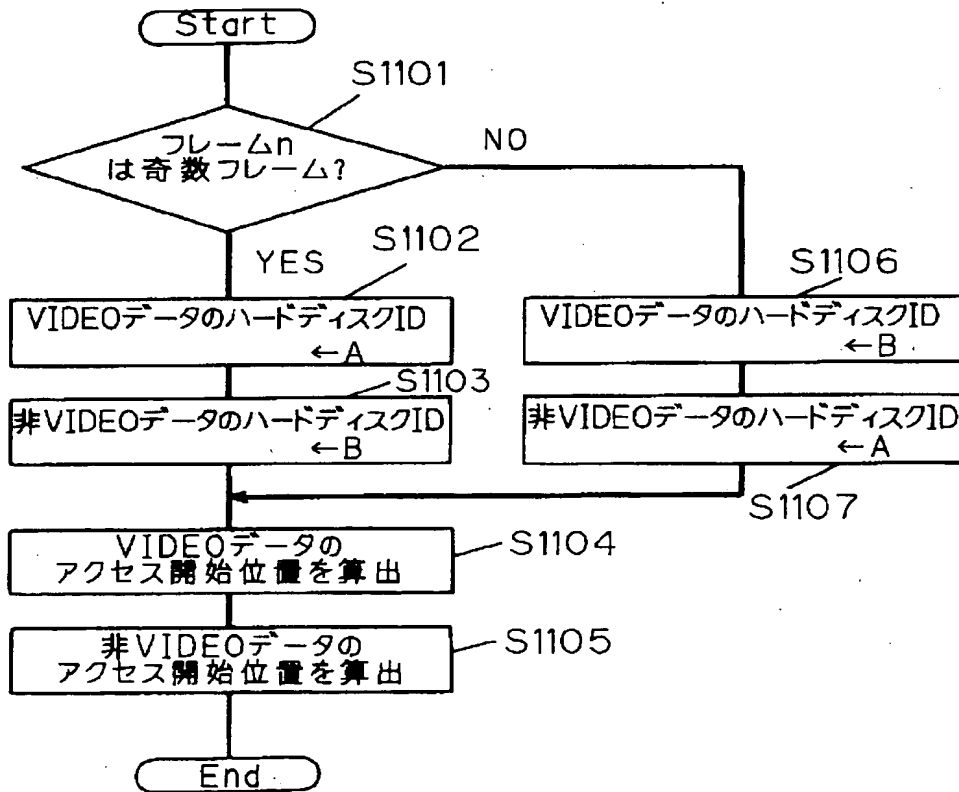 Start
S1101
フレームn
は奇数フレーム?
NO
YES
S1102
VIDEOデータのハードディスクID
←A
S1103
非VIDEOデータのハードディスクID
←B
S1106
VIDEOデータのハードディスクID
←B
非VIDEOデータのハードディスクID
←A
S1107
VIDEOデータの
アクセス開始位置を算出
S1104
非VIDEOデータの
アクセス開始位置を算出
S1105
End